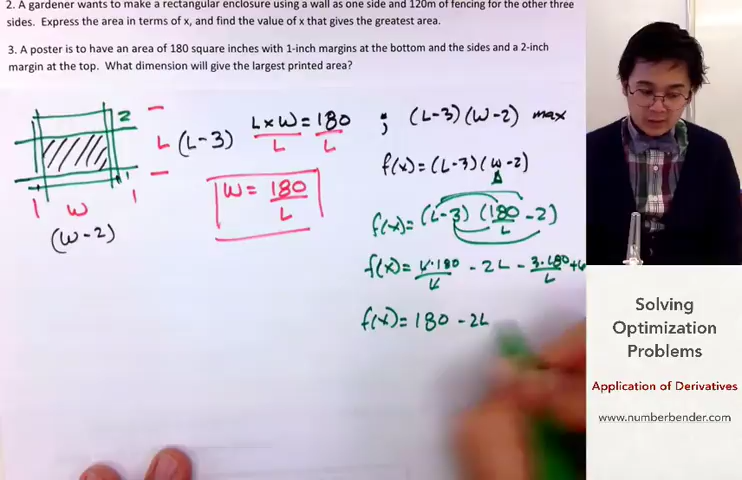 2. A gardener wants to make a rectangular enclosure using a wall as one side and 120m of fencing for the other three
sides. Express the area in terms of x, and find the value of x that gives the greatest area.
3. A poster is to have an area of 180 square inches with 1-inch margins at the bottom and the sides and a 2-inch
margin at the top. What dimension will give the largest printed area?
2
L (L-3)
1
1 W 1
(W-2)
L x W = 180
L L
W = 180
L
; (L-3)(W-2) max
f(x) = (L-3)(W-2)
f(x) = (L-3)(180/L - 2)
f(x) = L·180/L - 2L - 3·180/L + 6
f(x) = 180 - 2L
Solving
Optimization
Problems
Application of Derivatives
www.numberbender.com